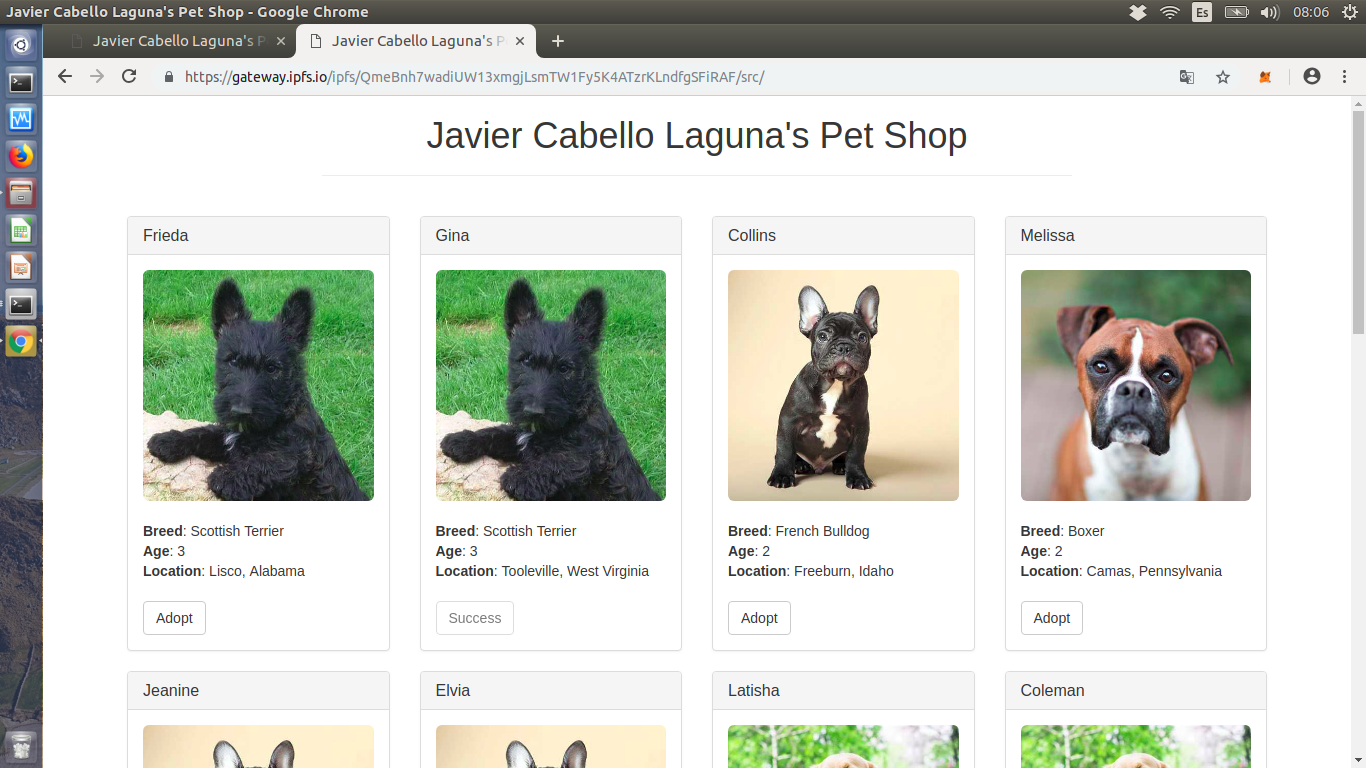 Javier Cabello Laguna's Pet Shop - Google Chrome
Es
08:06
Javier Cabello Laguna's P
Javier Cabello Laguna's P
https://gateway.ipfs.io/ipfs/QmeBnh7wadiUW13xmgjLsmTW1Fy5K4ATzrKLndfgSFiRAF/src/
Javier Cabello Laguna's Pet Shop
Frieda
Breed: Scottish Terrier
Age: 3
Location: Lisco, Alabama
Adopt
Gina
Breed: Scottish Terrier
Age: 3
Location: Tooleville, West Virginia
Success
Collins
Breed: French Bulldog
Age: 2
Location: Freeburn, Idaho
Adopt
Melissa
Breed: Boxer
Age: 2
Location: Camas, Pennsylvania
Adopt
Jeanine
Elvia
Latisha
Coleman